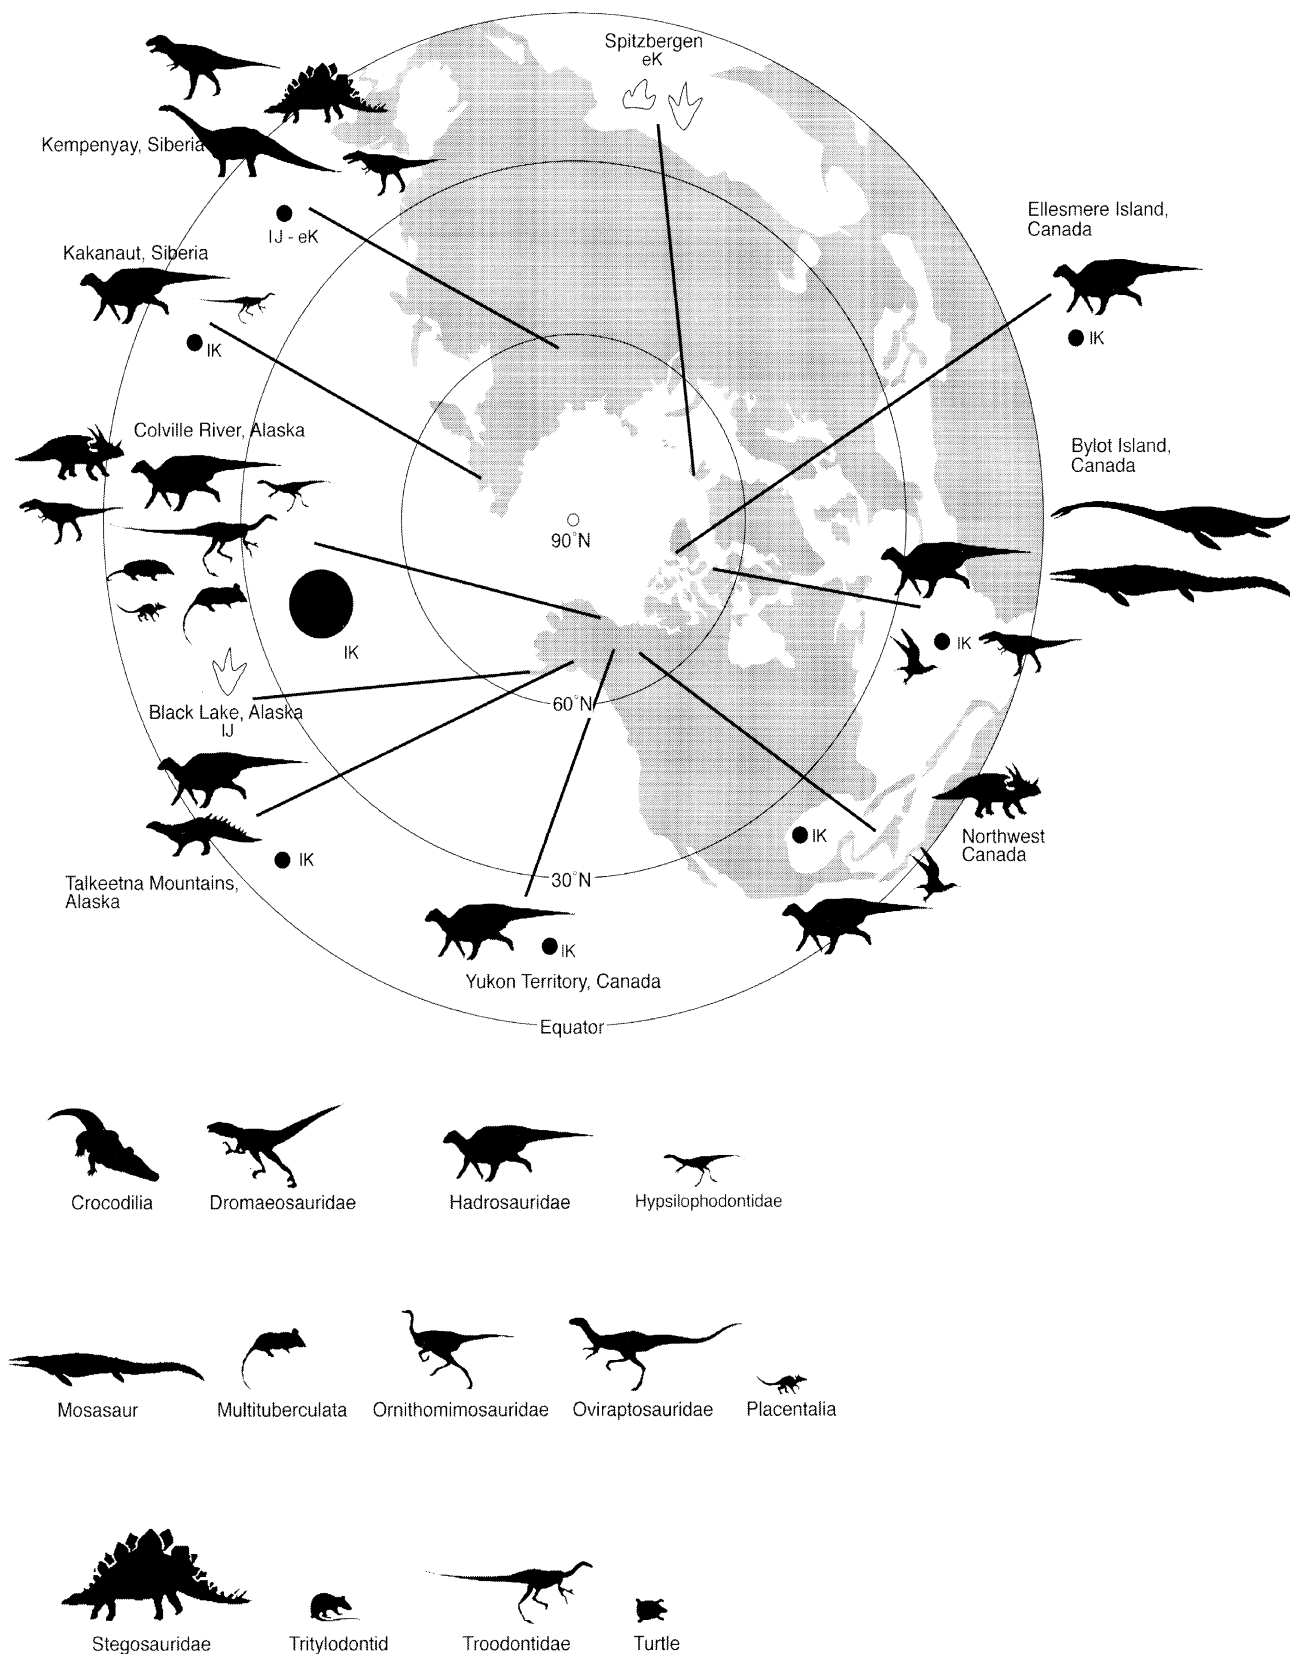 Spitzbergen
eK
Kempenyay, Siberia
lJ - eK
Ellesmere Island,
Canada
lK
Kakanaut, Siberia
lK
Colville River, Alaska
lK
Bylot Island,
Canada
lK
90°N
Black Lake, Alaska
lJ
60°N
Talkeetna Mountains,
Alaska
lK
30°N
lK
Northwest
Canada
lK
Yukon Territory, Canada
Equator
Crocodilia
Dromaeosauridae
Hadrosauridae
Hypsilophodontidae
Mosasaur
Multituberculata
Ornithomimosauridae
Oviraptosauridae
Placentalia
Stegosauridae
Tritylodontid
Troodontidae
Turtle